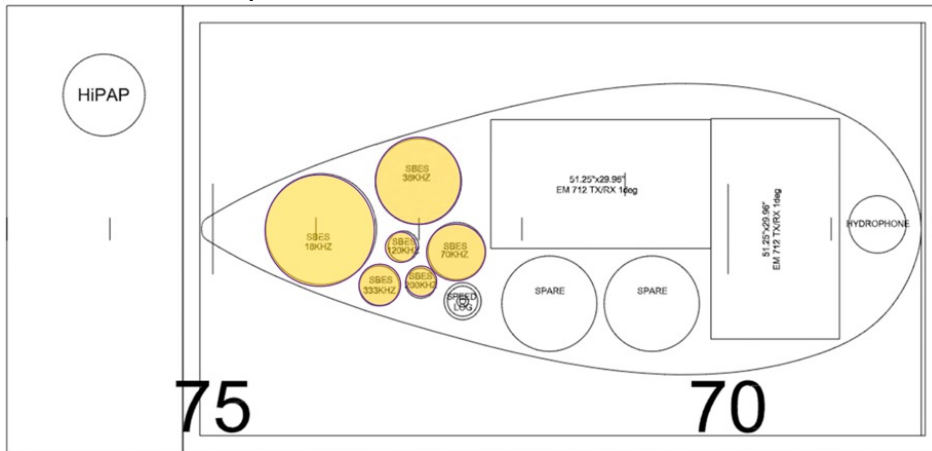 HiPAP
SBES
38KHZ
SBES
18KHZ
SBES
120KHZ
SBES
70KHZ
SBES
333KHZ
SBES
200KHZ
SPEED
LOG
51.25"x29.96"
EM 712 TX/RX 1deg
SPARE
SPARE
51.25"x29.96"
EM 712 TX/RX 1deg
HYDROPHONE
75
70